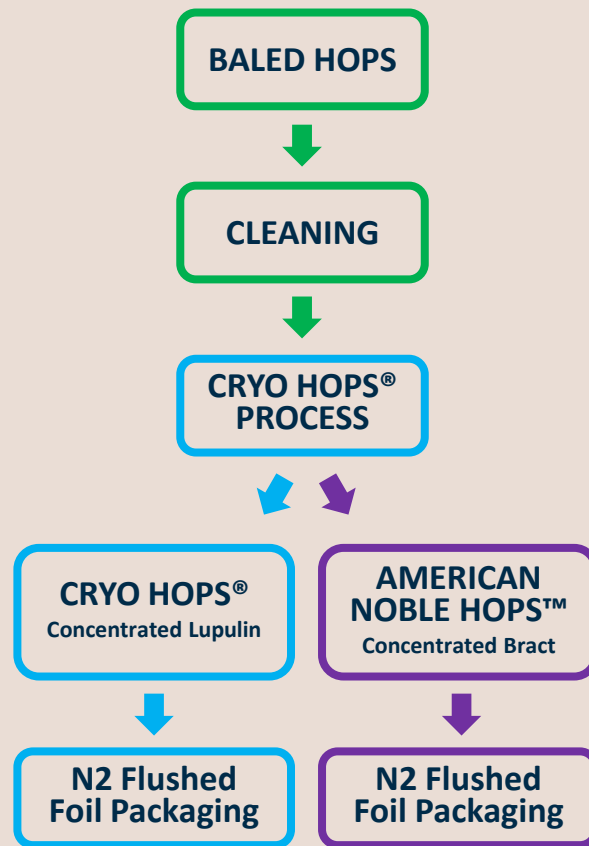 BALED HOPS
CLEANING
CRYO HOPS®
PROCESS
CRYO HOPS®
Concentrated Lupulin
AMERICAN
NOBLE HOPS™
Concentrated Bract
N2 Flushed
Foil Packaging
N2 Flushed
Foil Packaging